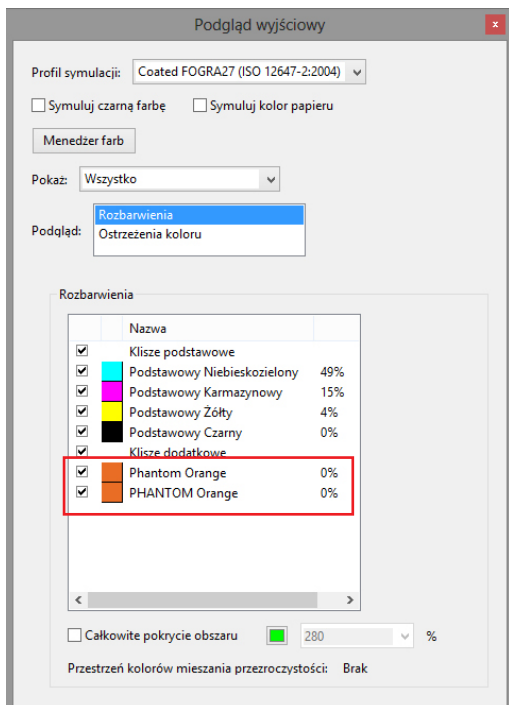 Podgląd wyjściowy
x
Profil symulacji: Coated FOGRA27 (ISO 12647-2:2004)
Symuluj czarną farbę Symuluj kolor papieru
Menedżer farb
Pokaż: Wszystko
Podgląd: Rozbarwienia
Ostrzeżenia koloru
Rozbarwienia
Nazwa
Klisze podstawowe
Podstawowy Niebieskozielony 49%
Podstawowy Karmazynowy 15%
Podstawowy Żółty 4%
Podstawowy Czarny 0%
Klisze dodatkowe
Phantom Orange 0%
PHANTOM Orange 0%
Całkowite pokrycie obszaru 280 %
Przestrzeń kolorów mieszania przezroczystości: Brak